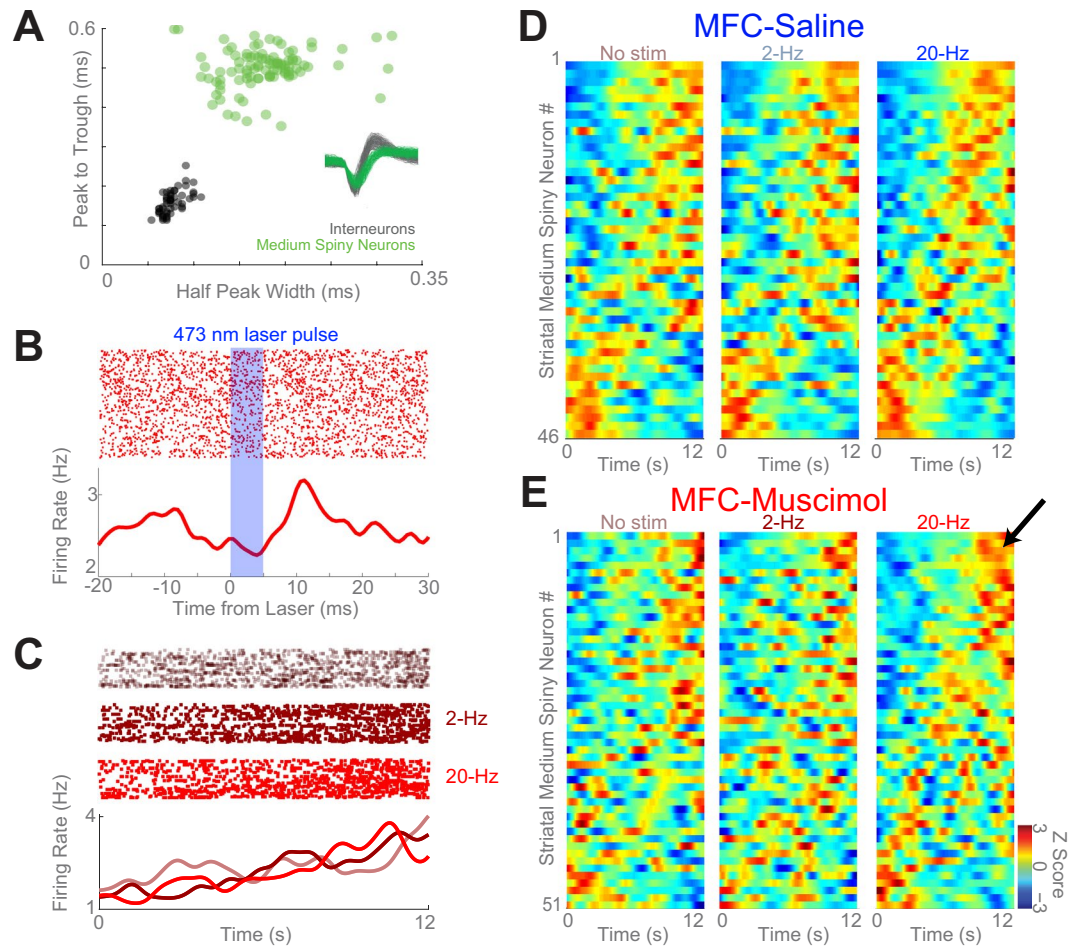 A
0.6
Peak to Trough (ms)
0
Interneurons
Medium Spiny Neurons
0
0.35
Half Peak Width (ms)
B
473 nm laser pulse
Firing Rate (Hz)
3
2
-20
-10
0
10
20
30
Time from Laser (ms)
C
2-Hz
20-Hz
Firing Rate (Hz)
4
1
0
12
Time (s)
D
MFC-Saline
No stim
2-Hz
20-Hz
1
Striatal Medium Spiny Neuron #
46
0
12
0
12
0
12
Time (s)
Time (s)
Time (s)
E
MFC-Muscimol
No stim
2-Hz
20-Hz
1
Striatal Medium Spiny Neuron #
51
0
12
0
12
0
12
Time (s)
Time (s)
Time (s)
3
0
−3
Z Score